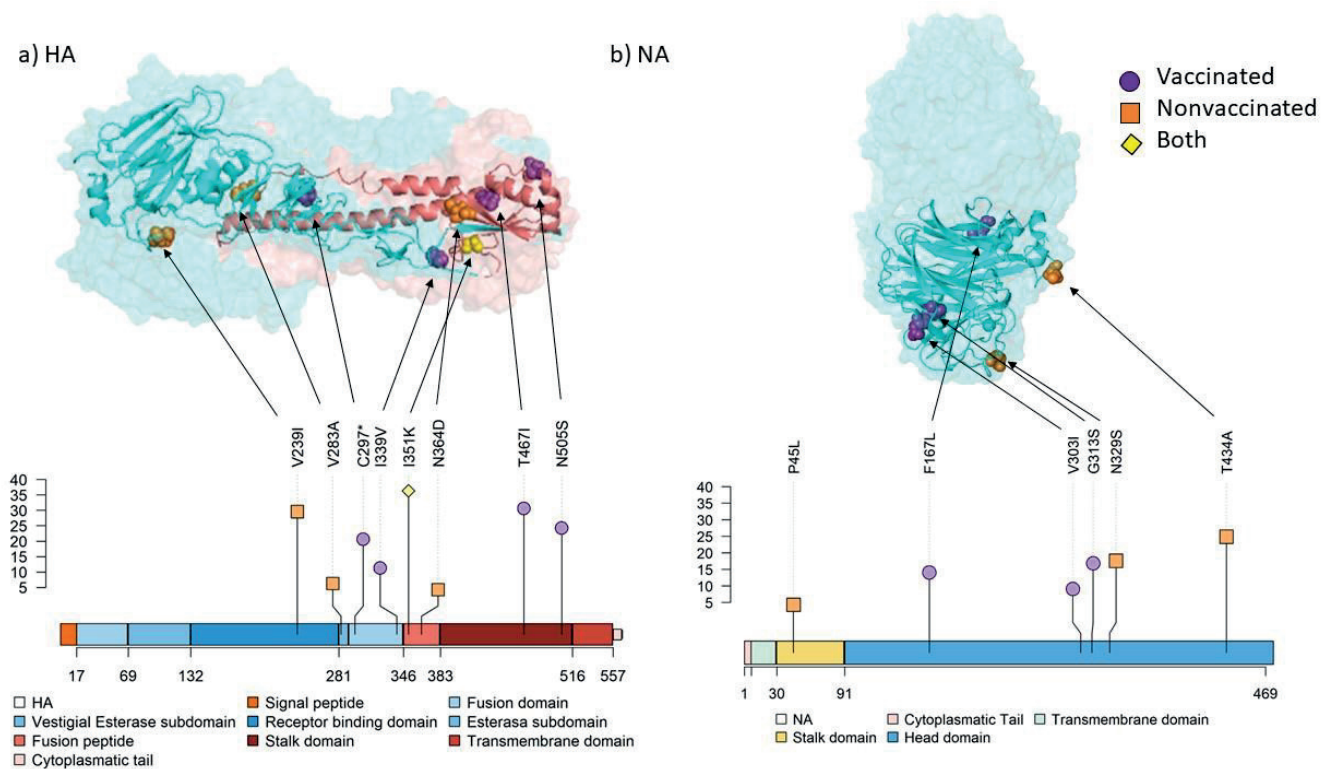 a) HA
b) NA
Vaccinated
Nonvaccinated
Both
V239I
V283A
C297*
I339V
I351K
N364D
T467I
N505S
40
35
30
25
20
15
10
5
17 69 132 281 346 383 516 557
HA
Signal peptide
Fusion domain
Vestigial Esterase subdomain
Receptor binding domain
Esterasa subdomain
Fusion peptide
Stalk domain
Transmembrane domain
Cytoplasmatic tail
P45L
F167L
V303I
G313S
N329S
T434A
40
35
30
25
20
15
10
5
1 30 91 469
NA
Cytoplasmatic Tail
Transmembrane domain
Stalk domain
Head domain